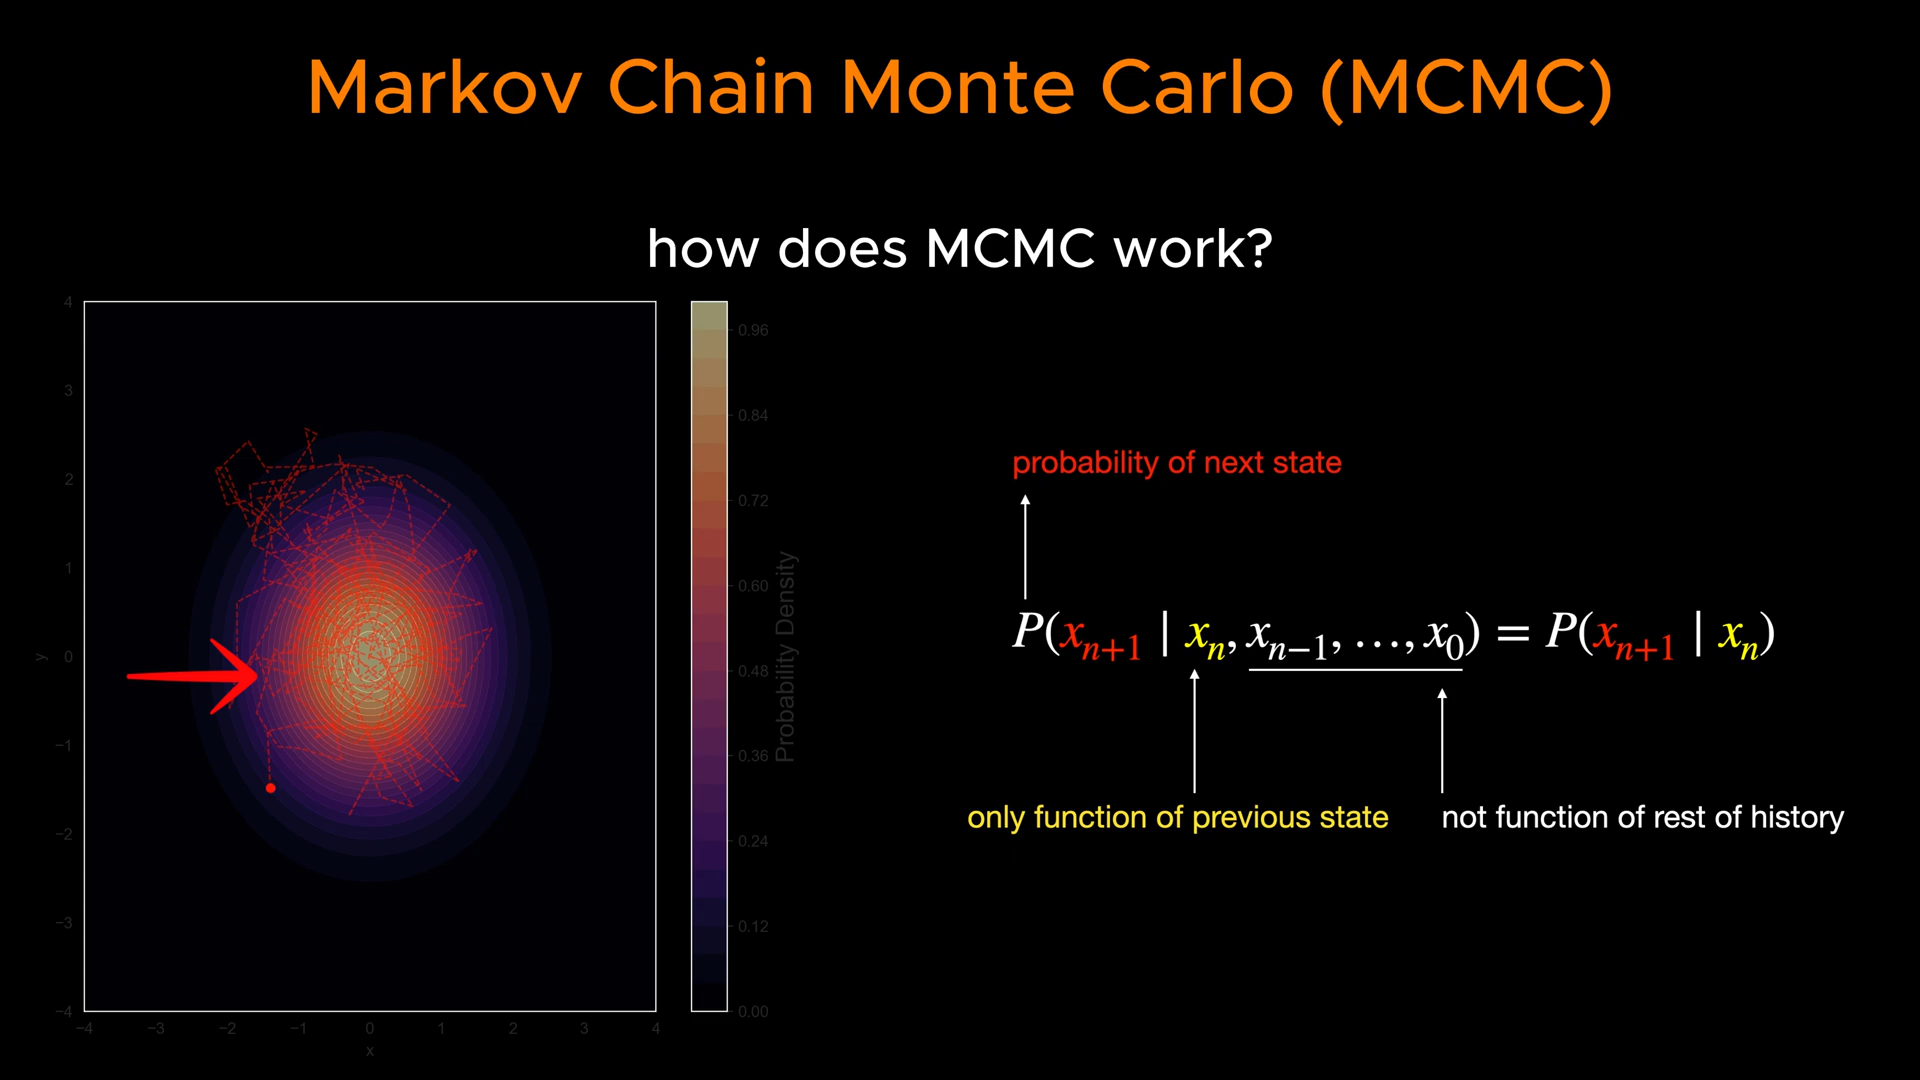 Markov Chain Monte Carlo (MCMC)
how does MCMC work?
4
3
2
1
0
−1
−2
−3
−4
y
−4 −3 −2 −1 0 1 2 3 4
x
0.96
0.84
0.72
0.60
0.48
0.36
0.24
0.12
0.00
Probability Density
probability of next state
P(xₙ₊₁ | xₙ, xₙ₋₁, …, x₀) = P(xₙ₊₁ | xₙ)
only function of previous state
not function of rest of history